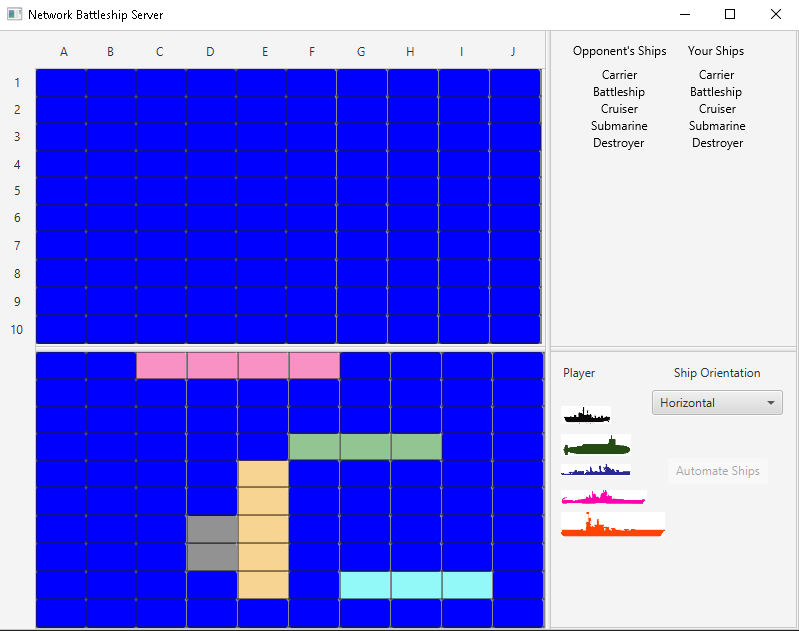 Network Battleship Server
A B C D E F G H I J
1
2
3
4
5
6
7
8
9
10
Opponent's Ships Your Ships
Carrier Carrier
Battleship Battleship
Cruiser Cruiser
Submarine Submarine
Destroyer Destroyer
Player Ship Orientation
Horizontal
Automate Ships